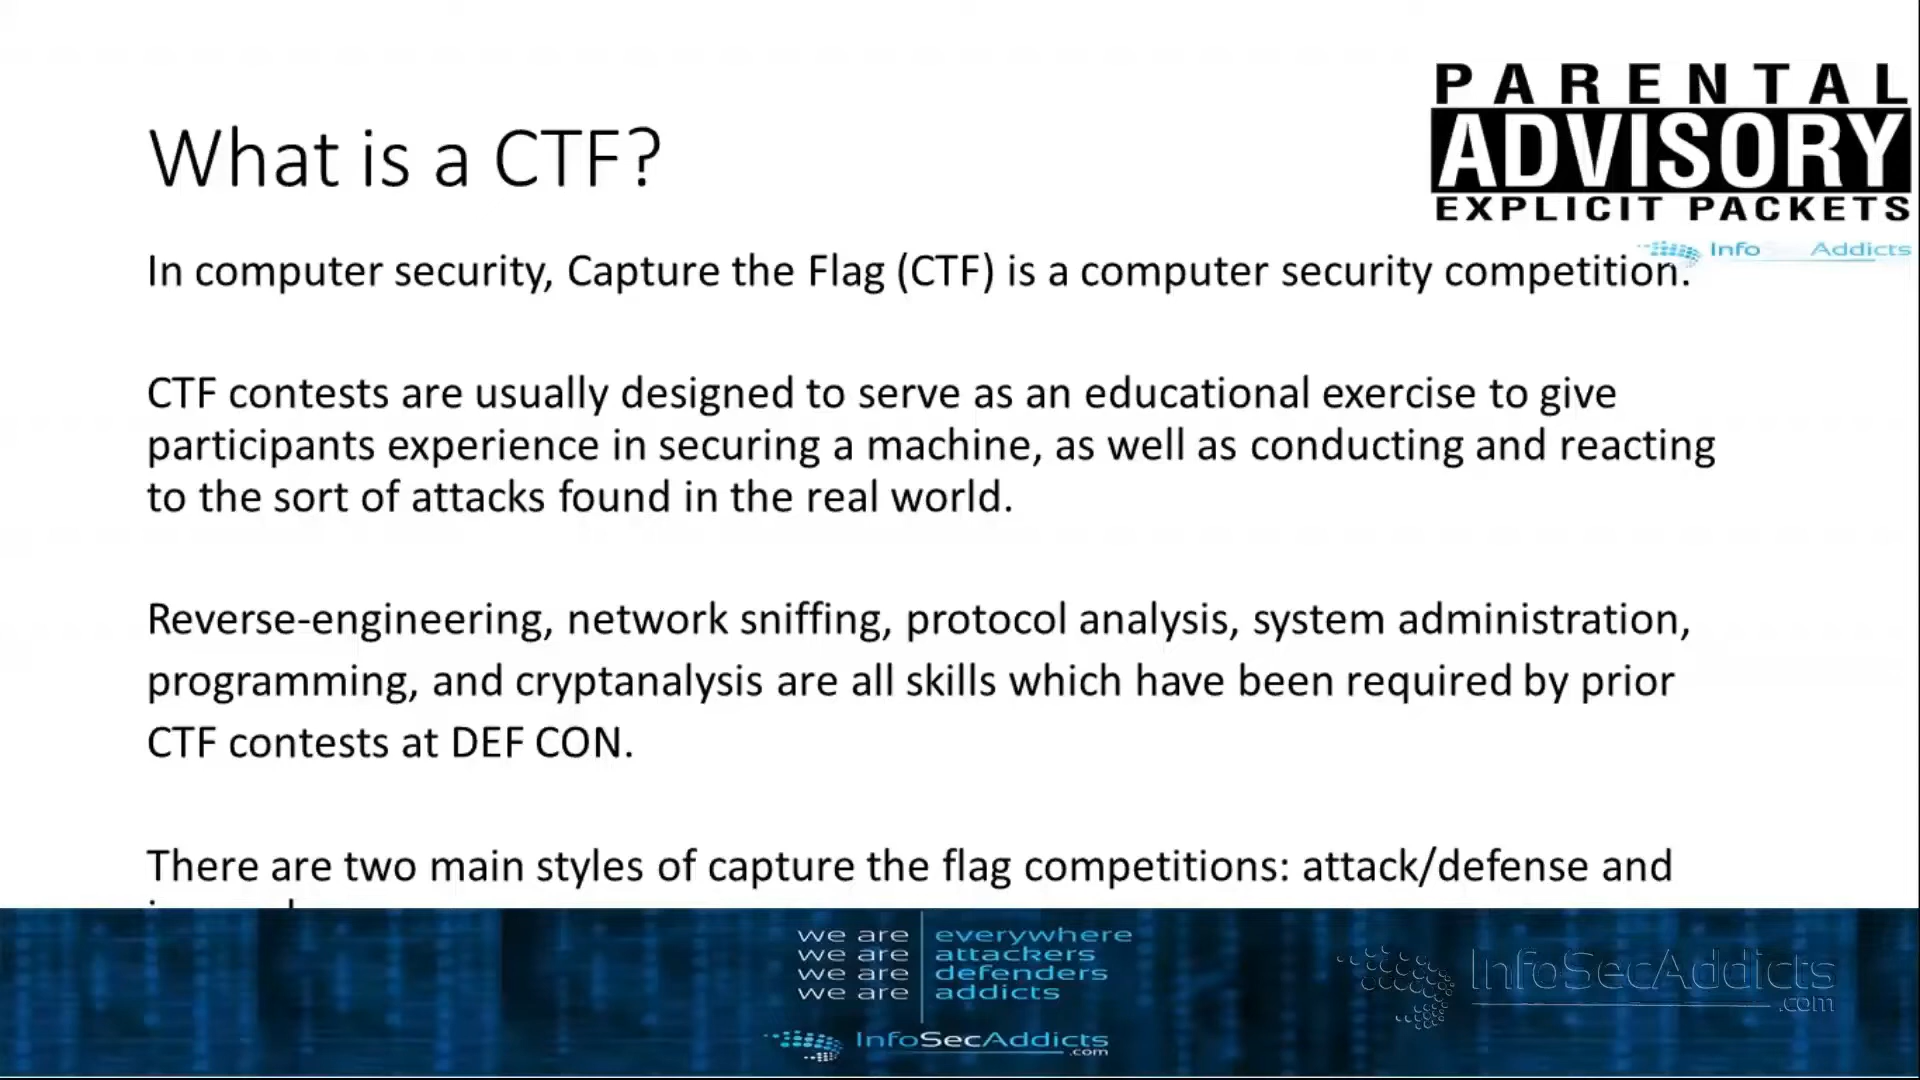 PARENTAL
ADVISORY
EXPLICIT PACKETS
Info Addicts
What is a CTF?
In computer security, Capture the Flag (CTF) is a computer security competition.
CTF contests are usually designed to serve as an educational exercise to give
participants experience in securing a machine, as well as conducting and reacting
to the sort of attacks found in the real world.
Reverse-engineering, network sniffing, protocol analysis, system administration,
programming, and cryptanalysis are all skills which have been required by prior
CTF contests at DEF CON.
There are two main styles of capture the flag competitions: attack/defense and
we are everywhere
we are attackers
we are defenders
we are addicts
InfoSecAddicts
.com
InfoSecAddicts
.com